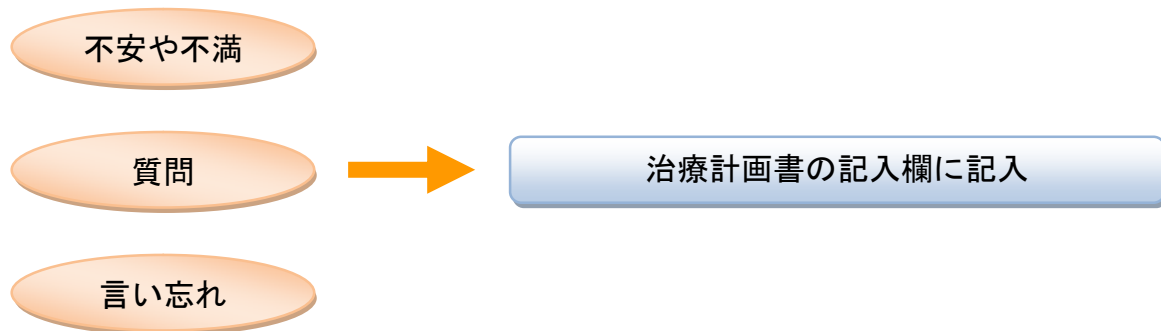 不安や不満
質問
治療計画書の記入欄に記入
言い忘れ